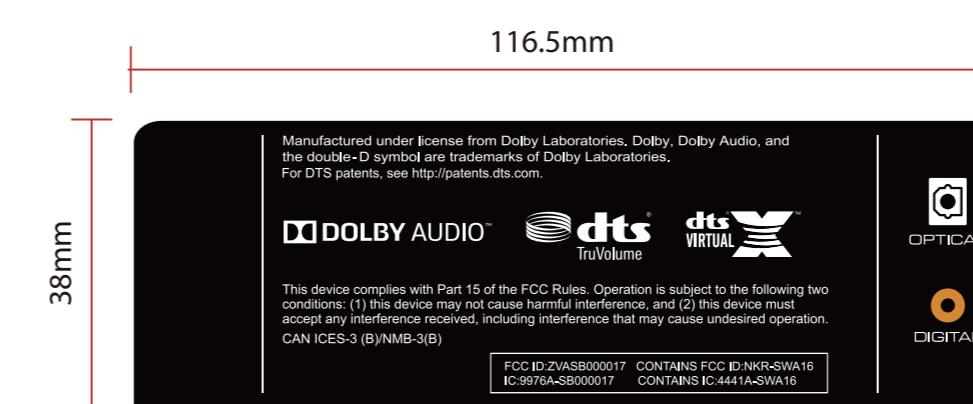 116.5mm
38mm
Manufactured under license from Dolby Laboratories. Dolby, Dolby Audio, and
the double-D symbol are trademarks of Dolby Laboratories.
For DTS patents, see http://patents.dts.com.
DOLBY AUDIO™
dts®
TruVolume
dts®
VIRTUAL X™
OPTICA
This device complies with Part 15 of the FCC Rules. Operation is subject to the following two
conditions: (1) this device may not cause harmful interference, and (2) this device must
accept any interference received, including interference that may cause undesired operation.
CAN ICES-3 (B)/NMB-3(B)
DIGITA
FCC ID:ZVASB000017 CONTAINS FCC ID:NKR-SWA16
IC:9976A-SB000017 CONTAINS IC:4441A-SWA16